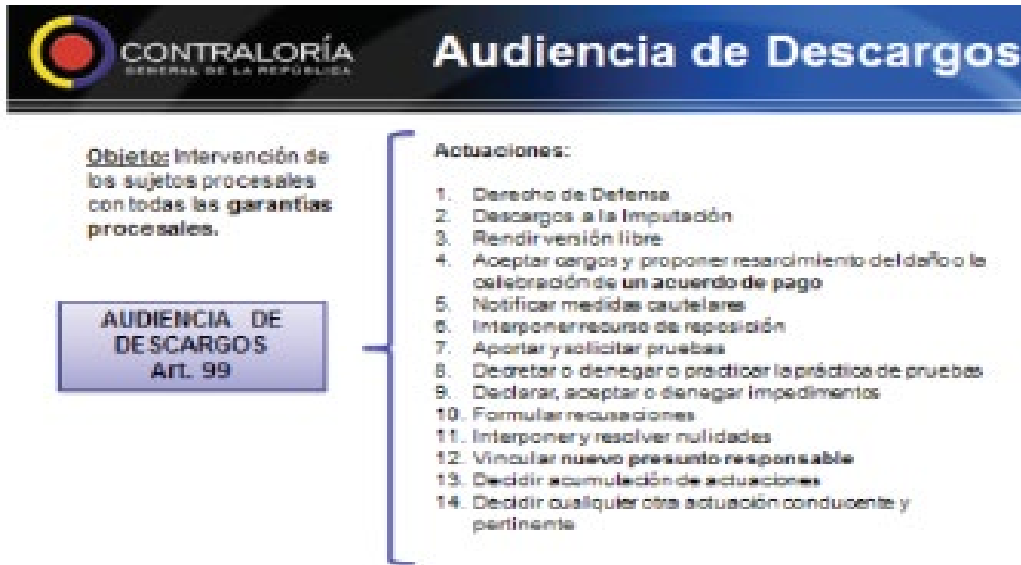 CONTRALORÍA
GENERAL DE LA REPÚBLICA
Audiencia de Descargos
Objeto: Intervención de
los sujetos procesales
con todas las garantías
procesales.
AUDIENCIA DE
DESCARGOS
Art. 99
Actuaciones:
1. Derecho de Defensa
2. Descargos a la Imputación
3. Rendir versión libre
4. Aceptar cargos y proponer resarcimiento del daño o la
celebración de un acuerdo de pago
5. Notificar medidas cautelares
6. Interponer recurso de reposición
7. Aportar y solicitar pruebas
8. Decretar o denegar o practicar la práctica de pruebas
9. Declarar, aceptar o denegar impedimentos
10. Formular recusaciones
11. Interponer y resolver nulidades
12. Vincular nuevo presunto responsable
13. Decidir acumulación de actuaciones
14. Decidir cualquier otra actuación conducente y
pertinente